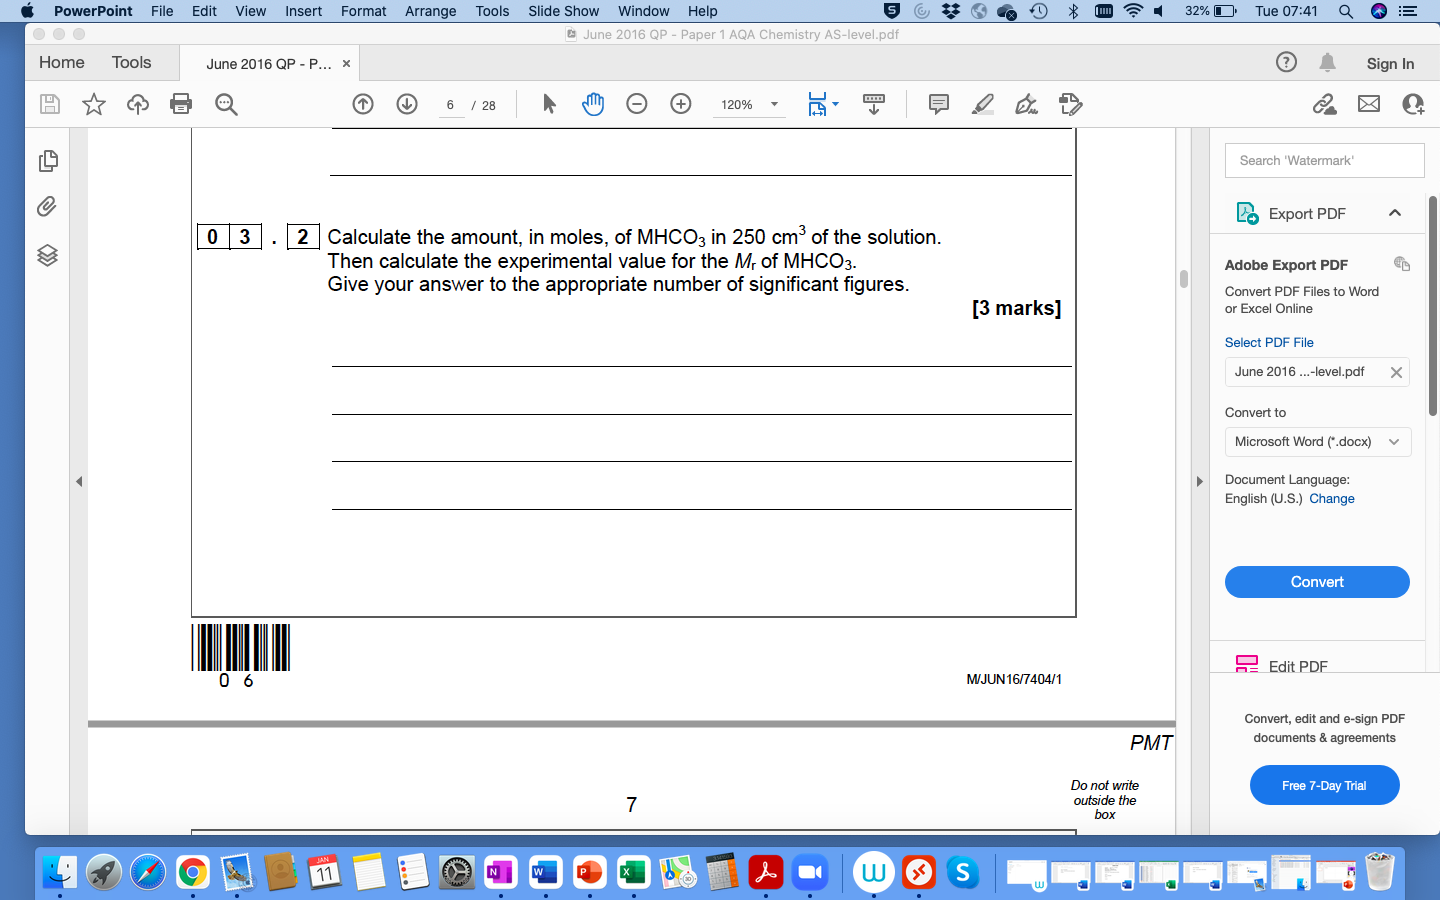 PowerPoint File Edit View Insert Format Arrange Tools Slide Show Window Help 32% Tue 07:41
June 2016 QP - Paper 1 AQA Chemistry AS-level.pdf
Home Tools June 2016 QP - P... × Sign In
6 / 28 120%
Search 'Watermark'
Export PDF
Adobe Export PDF
Convert PDF Files to Word
or Excel Online
Select PDF File
June 2016 ...-level.pdf
Convert to
Microsoft Word (*.docx)
Document Language:
English (U.S.) Change
Convert
Edit PDF
Convert, edit and e-sign PDF
documents & agreements
Free 7-Day Trial
0 3 . 2 Calculate the amount, in moles, of MHCO₃ in 250 cm³ of the solution.
Then calculate the experimental value for the Mᵣ of MHCO₃.
Give your answer to the appropriate number of significant figures.
[3 marks]
0 6
M/JUN16/7404/1
PMT
Do not write
outside the
box
7
JAN
11